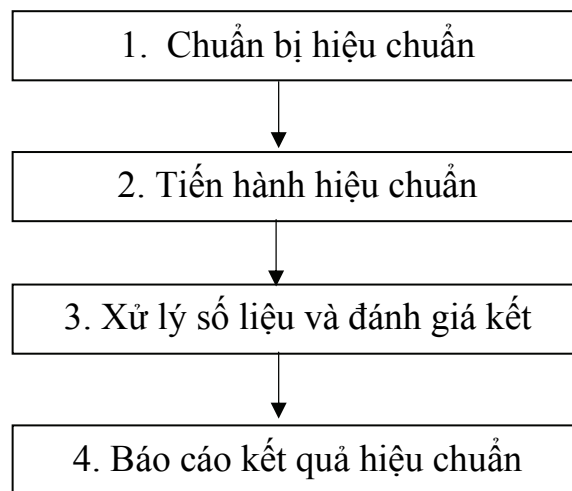 1. Chuẩn bị hiệu chuẩn
2. Tiến hành hiệu chuẩn
3. Xử lý số liệu và đánh giá kết
4. Báo cáo kết quả hiệu chuẩn